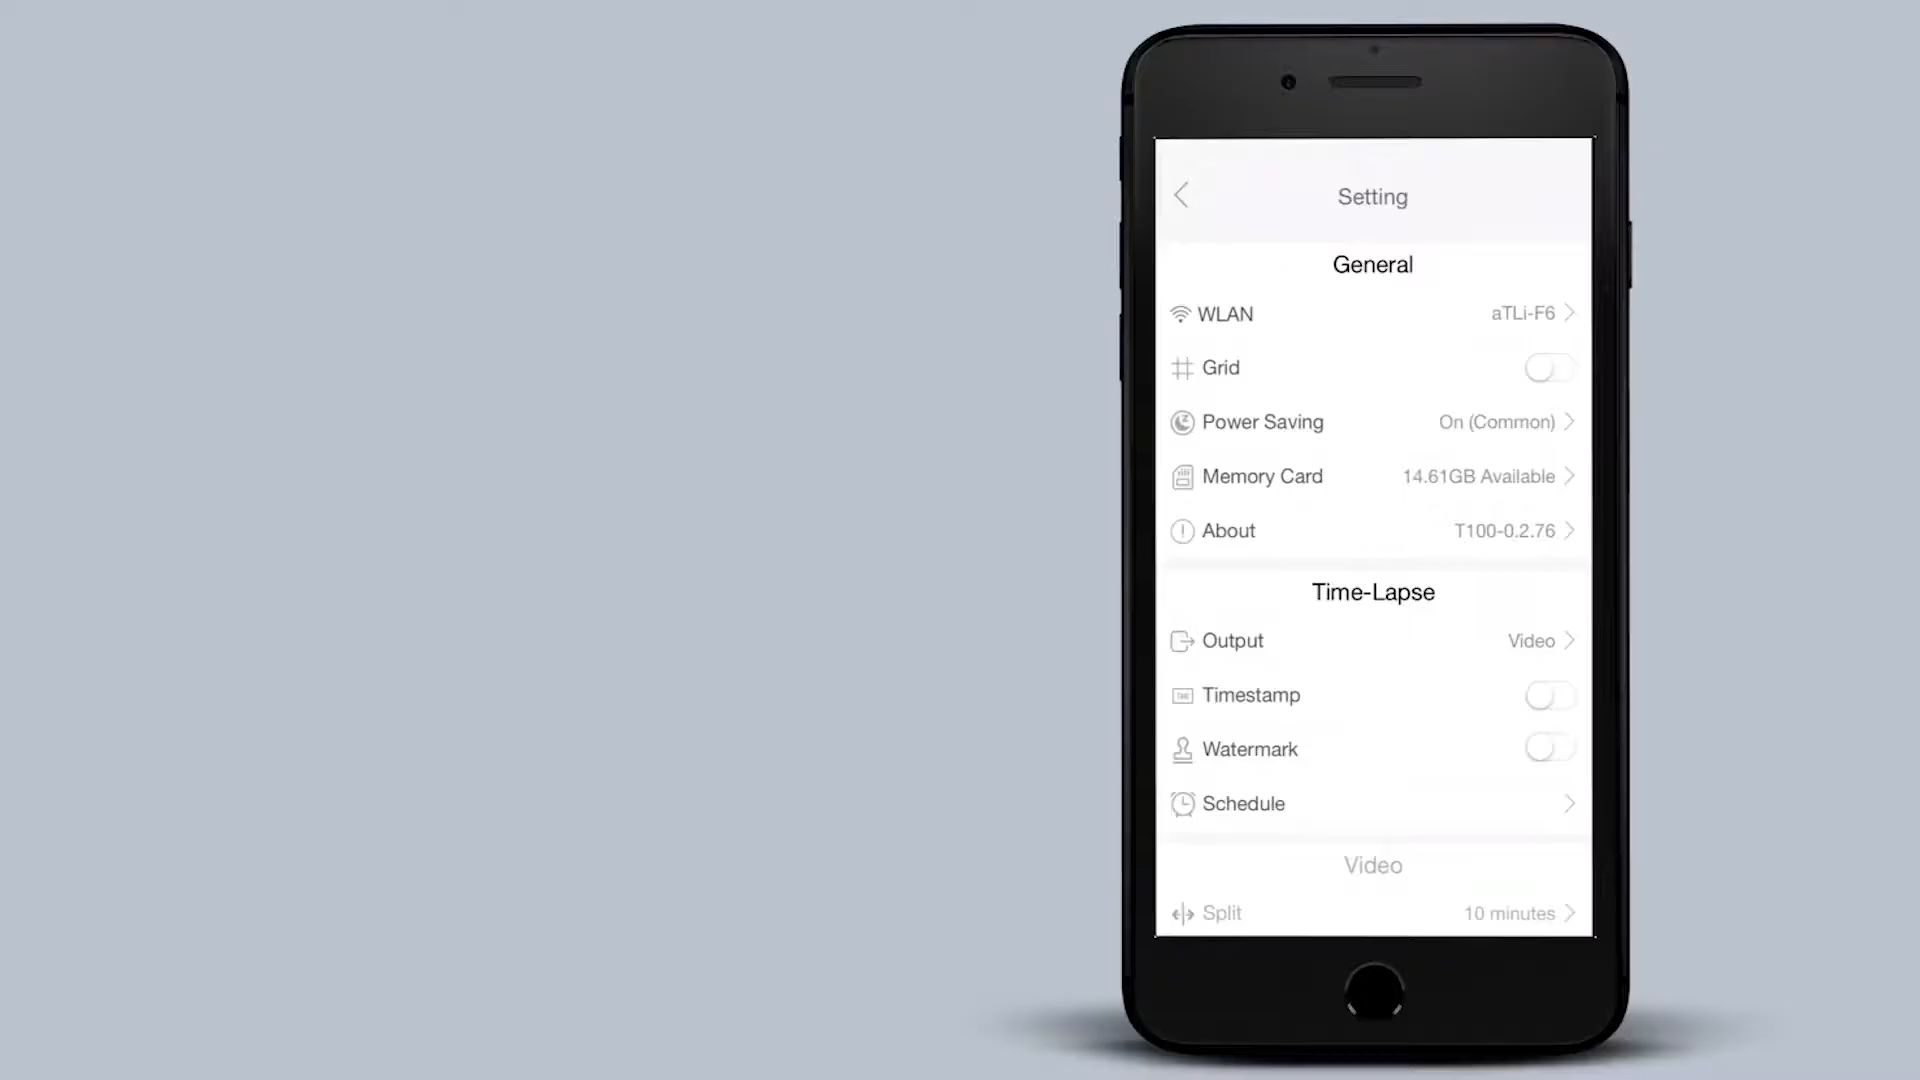 Setting
General
WLAN aTLi-F6
Grid
Power Saving On (Common)
Memory Card 14.61GB Available
About T100-0.2.76
Time-Lapse
Output Video
Timestamp
Watermark
Schedule
Video
Split 10 minutes